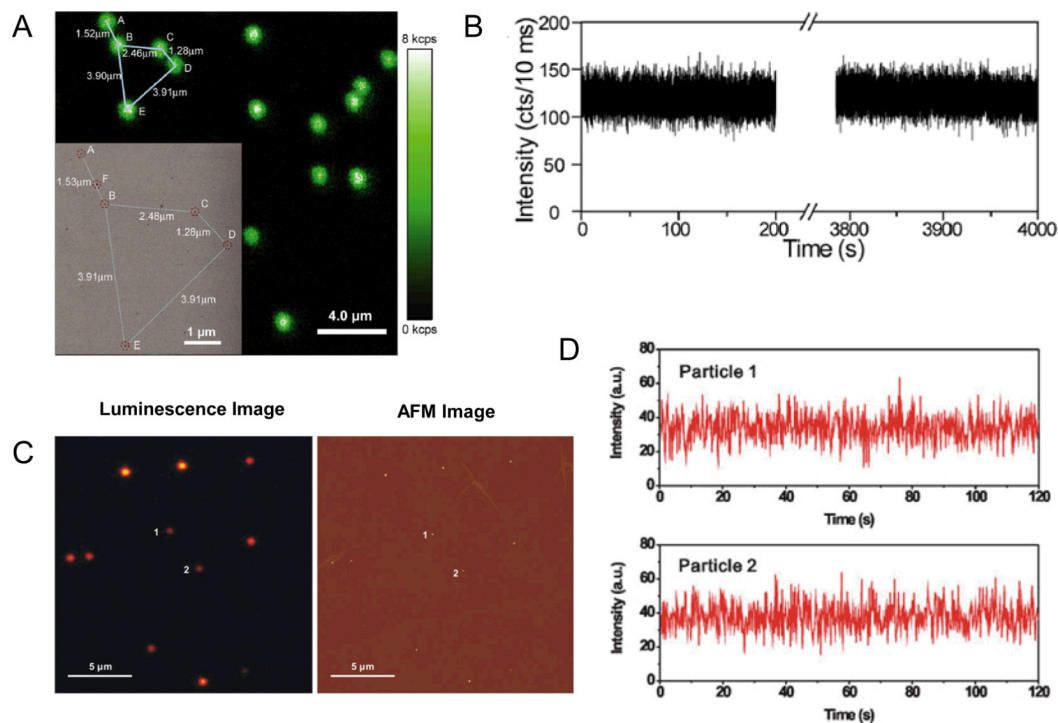 A
A
1.52μm
B
C
2.46μm
1.28μm
D
3.90μm
3.91μm
E
8 kcps
0 kcps
4.0 μm
A
1.53μm
F
B
2.48μm
C
1.28μm
D
3.91μm
3.91μm
E
1 μm
B
Intensity (cts/10 ms)
200
150
100
50
0
0 100 200 3800 3900 4000
Time (s)
C
Luminescence Image
AFM Image
1
2
5 μm
1
2
5 μm
D
Intensity (a.u.)
80
60
40
20
0
Particle 1
0 20 40 60 80 100 120
Time (s)
Intensity (a.u.)
80
60
40
20
0
Particle 2
0 20 40 60 80 100 120
Time (s)